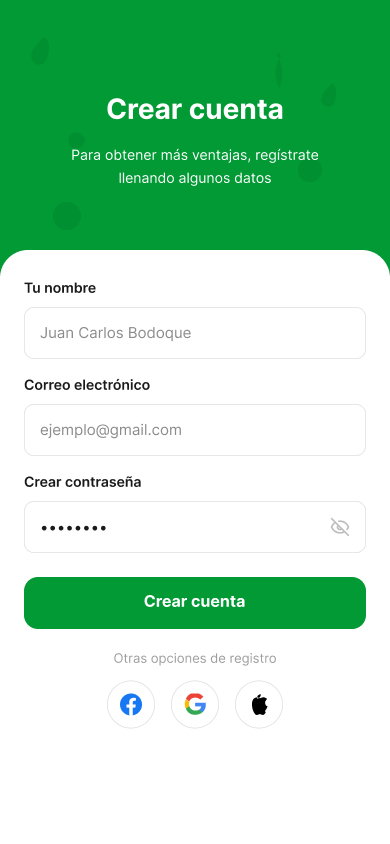 Crear cuenta
Para obtener más ventajas, regístrate
llenando algunos datos
Tu nombre
Juan Carlos Bodoque
Correo electrónico
ejemplo@gmail.com
Crear contraseña
••••••••
Crear cuenta
Otras opciones de registro